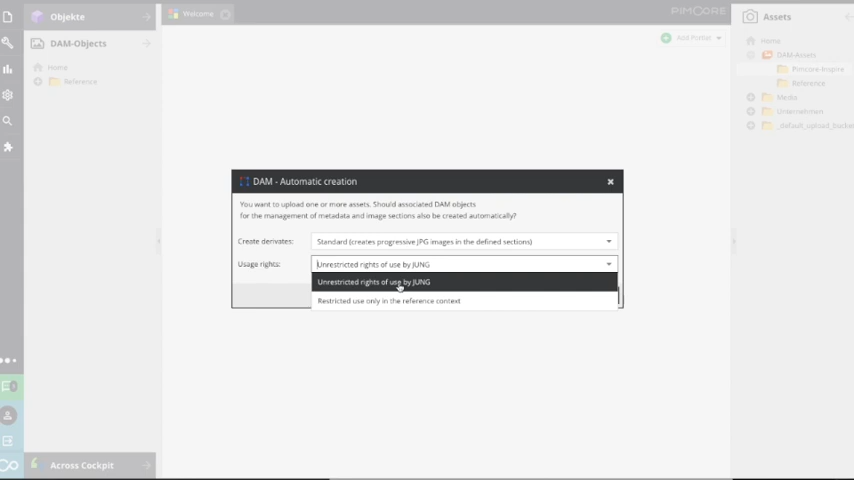 Objekte
DAM-Objects
Home
Reference
Across Cockpit
Welcome
PIMCORE
Add Portlet
DAM - Automatic creation
You want to upload one or more assets. Should associated DAM objects
for the management of metadata and image sections also be created automatically?
Create derivates:
Standard (creates progressive JPG images in the defined sections)
Usage rights:
Unrestricted rights of use by JUNG
Unrestricted rights of use by JUNG
Restricted use only in the reference context
Assets
Home
DAM-Assets
Pimcore-Inspire
Reference
Media
Unternehmen
_default_upload_bucket